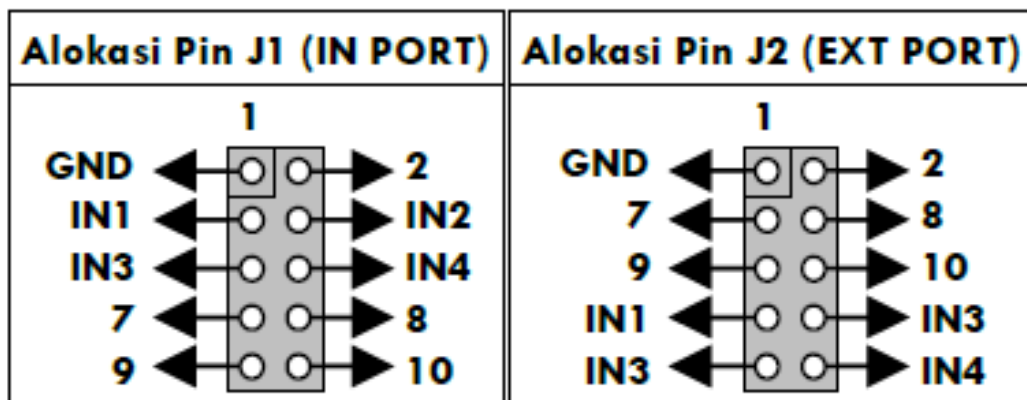 Alokasi Pin J1 (IN PORT)
1
GND 2
IN1 IN2
IN3 IN4
7 8
9 10
Alokasi Pin J2 (EXT PORT)
1
GND 2
7 8
9 10
IN1 IN3
IN3 IN4